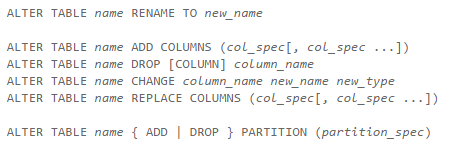 ALTER TABLE name RENAME TO new_name
ALTER TABLE name ADD COLUMNS (col_spec[, col_spec ...])
ALTER TABLE name DROP [COLUMN] column_name
ALTER TABLE name CHANGE column_name new_name new_type
ALTER TABLE name REPLACE COLUMNS (col_spec[, col_spec ...])
ALTER TABLE name { ADD | DROP } PARTITION (partition_spec)